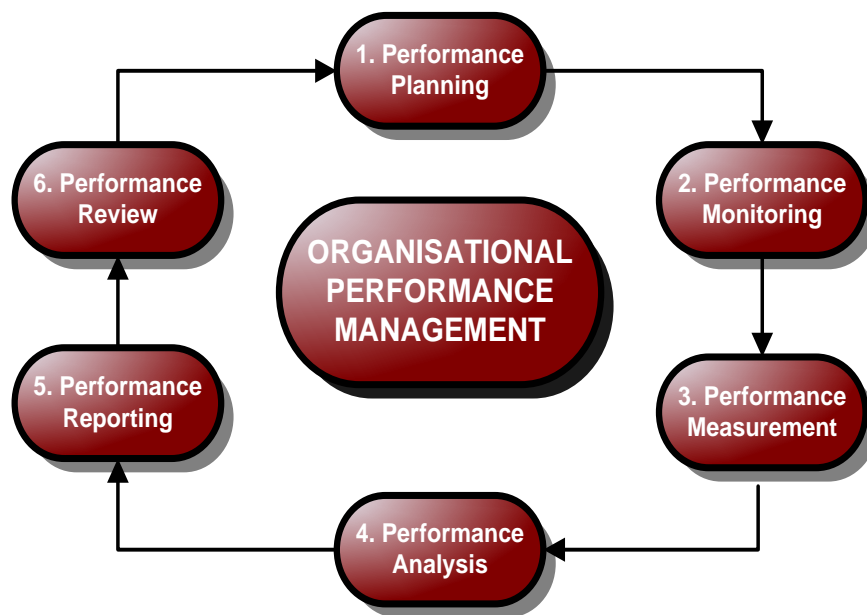 1. Performance
Planning
2. Performance
Monitoring
3. Performance
Measurement
4. Performance
Analysis
5. Performance
Reporting
6. Performance
Review
ORGANISATIONAL
PERFORMANCE
MANAGEMENT